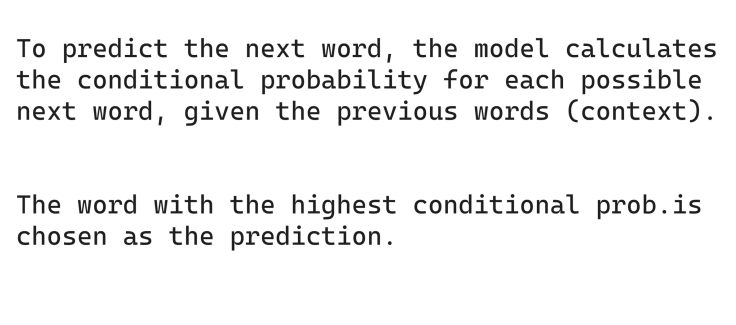 To predict the next word, the model calculates
the conditional probability for each possible
next word, given the previous words (context).
The word with the highest conditional prob.is
chosen as the prediction.